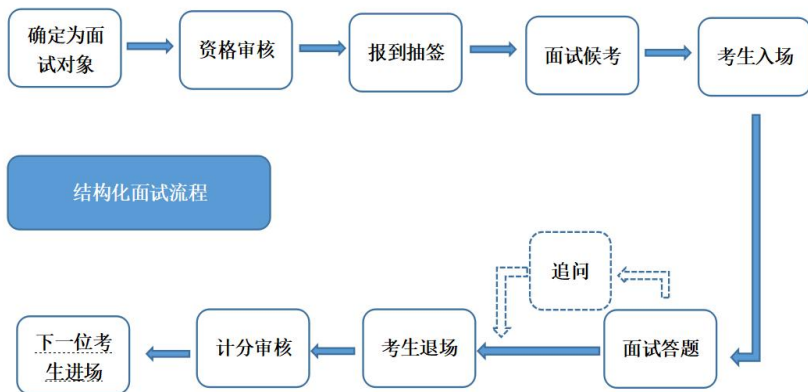 确定为面
试对象
资格审核
报到抽签
面试候考
考生入场
结构化面试流程
追问
下一位考
生进场
计分审核
考生退场
面试答题